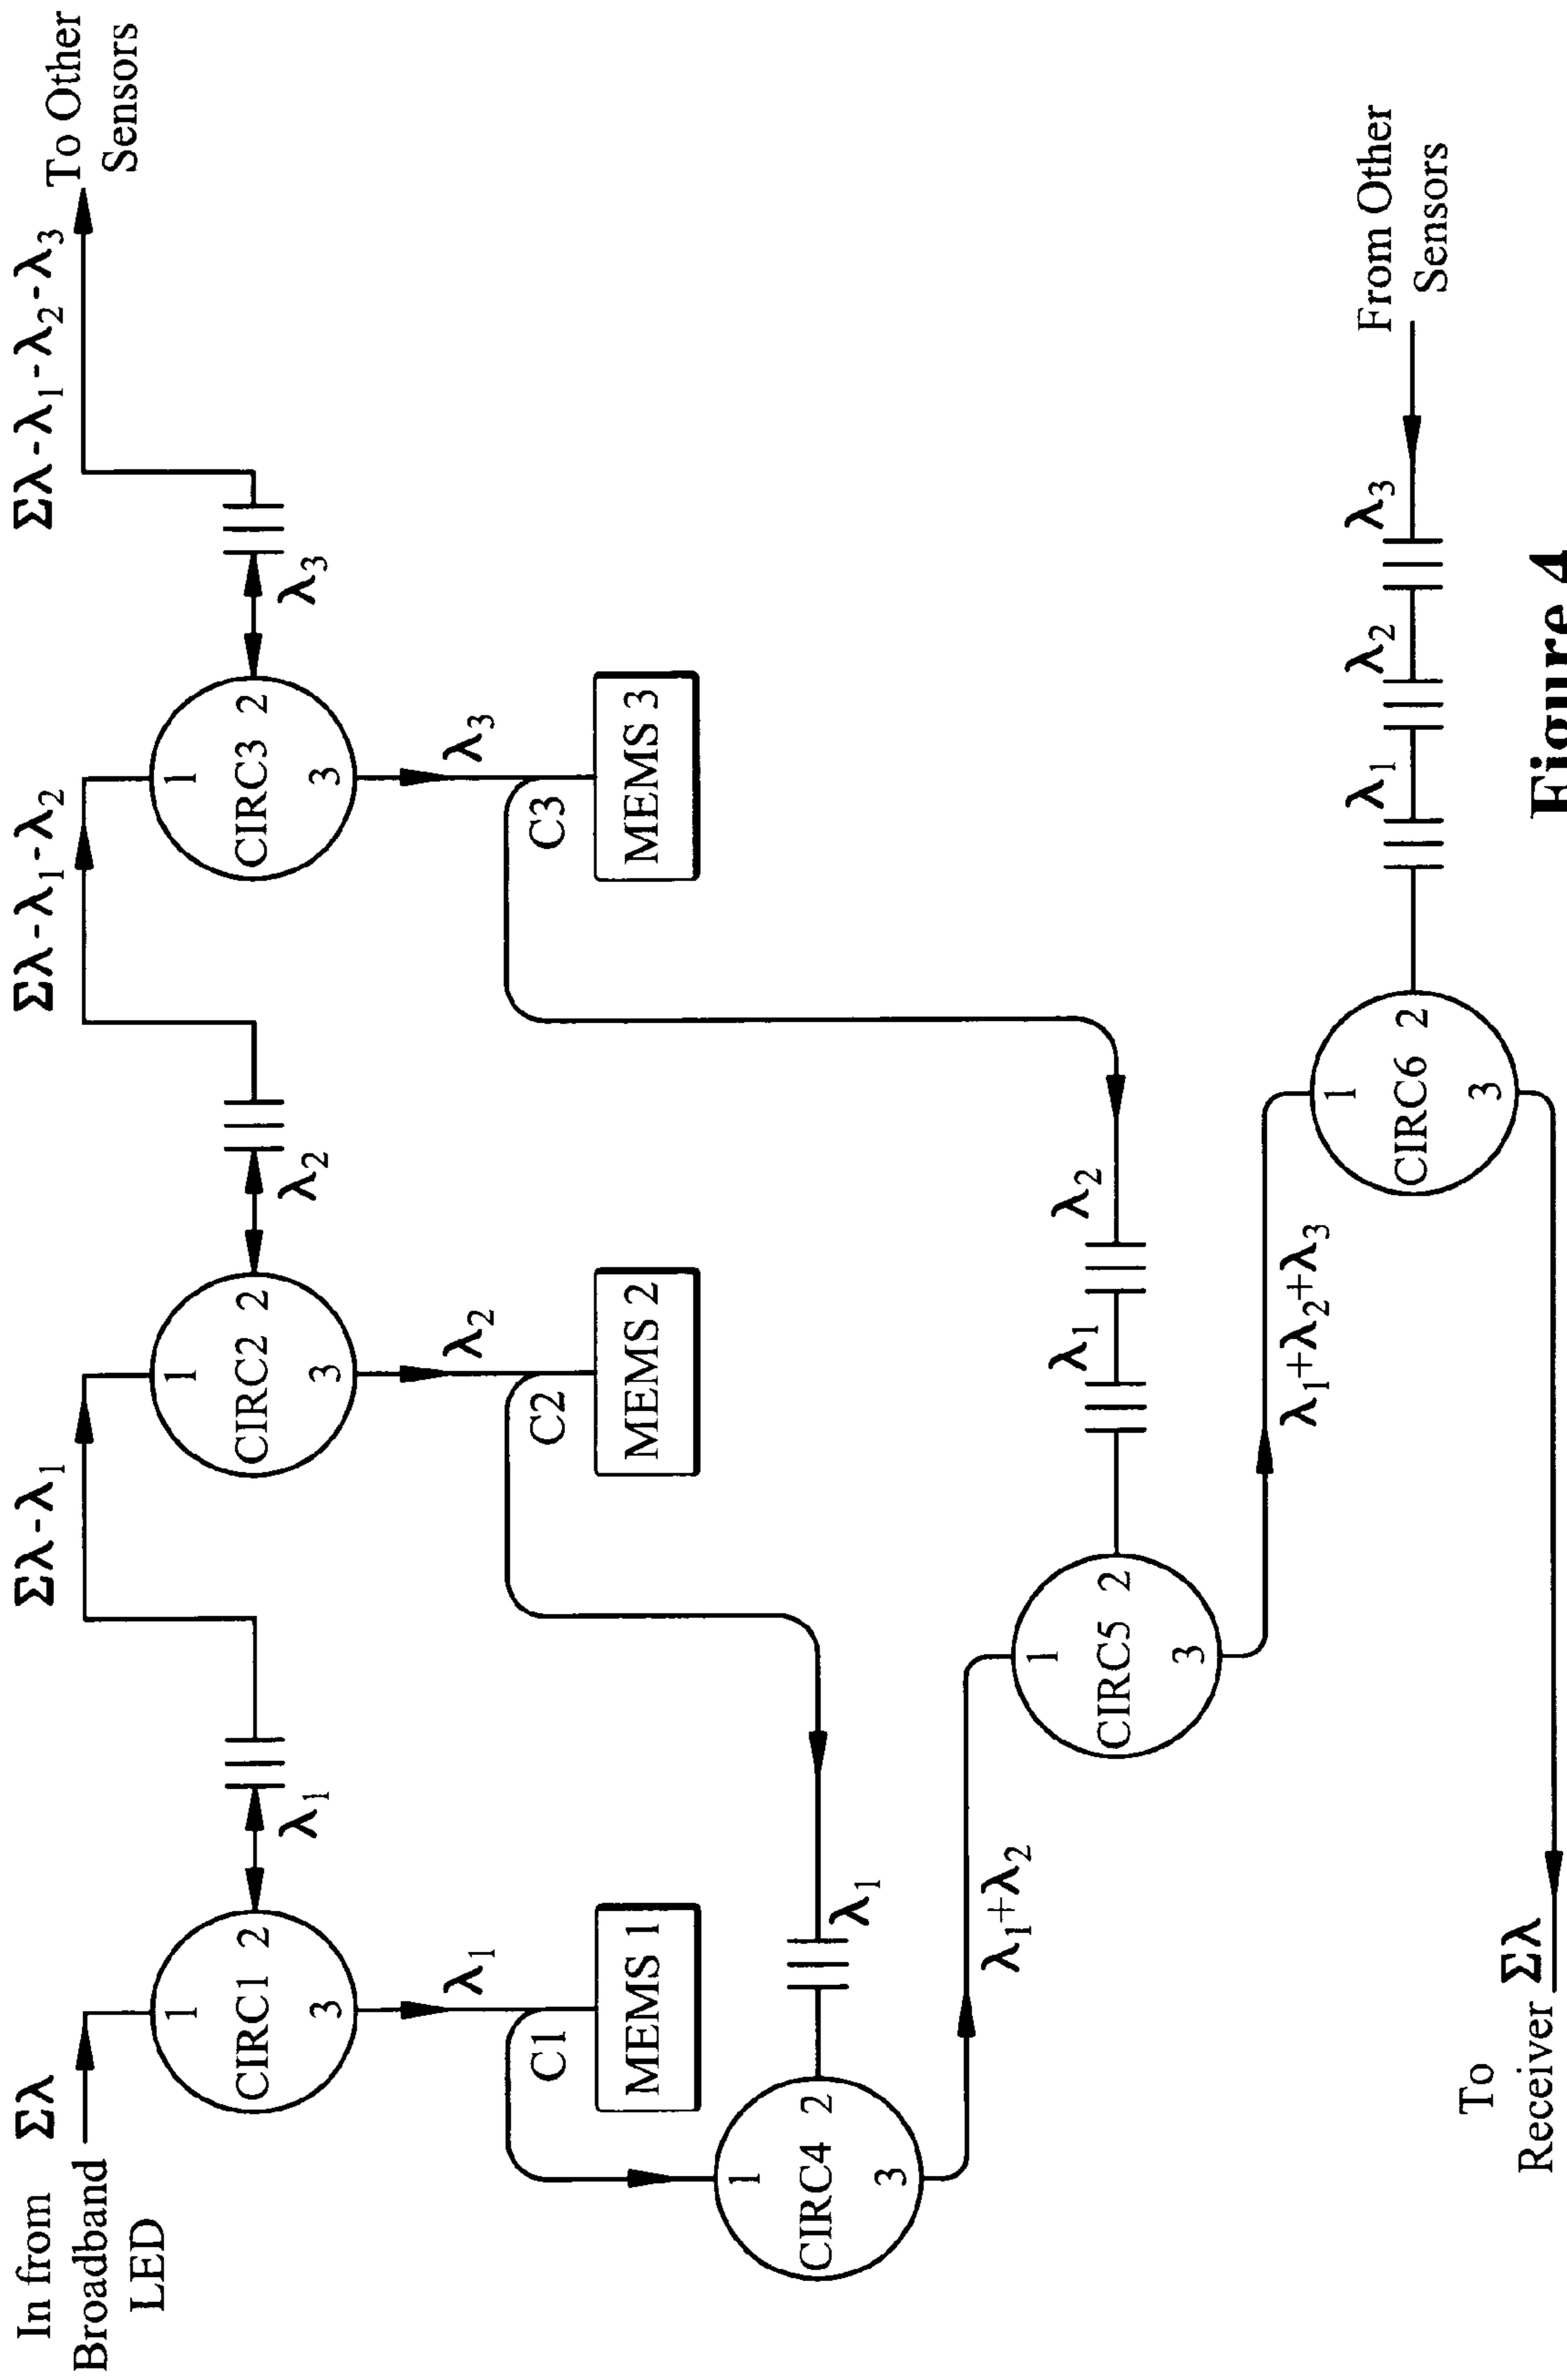 In from Σλ
Broadband
LED
Σλ-λ₁
Σλ-λ₁-λ₂
Σλ-λ₁-λ₂-λ₃
To Other
Sensors
1
CIRC1 2
3
λ₁
1
CIRC2 2
3
λ₂
1
CIRC3 2
3
λ₃
λ₁
C1
MEMS 1
λ₂
C2
MEMS 2
λ₃
C3
MEMS 3
1
CIRC4 2
3
λ₁
λ₁+λ₂
1
CIRC5 2
3
λ₁
λ₂
λ₁+λ₂+λ₃
1
CIRC6 2
3
λ₁
λ₂
λ₃
From Other
Sensors
To
Receiver Σλ
Figure 4